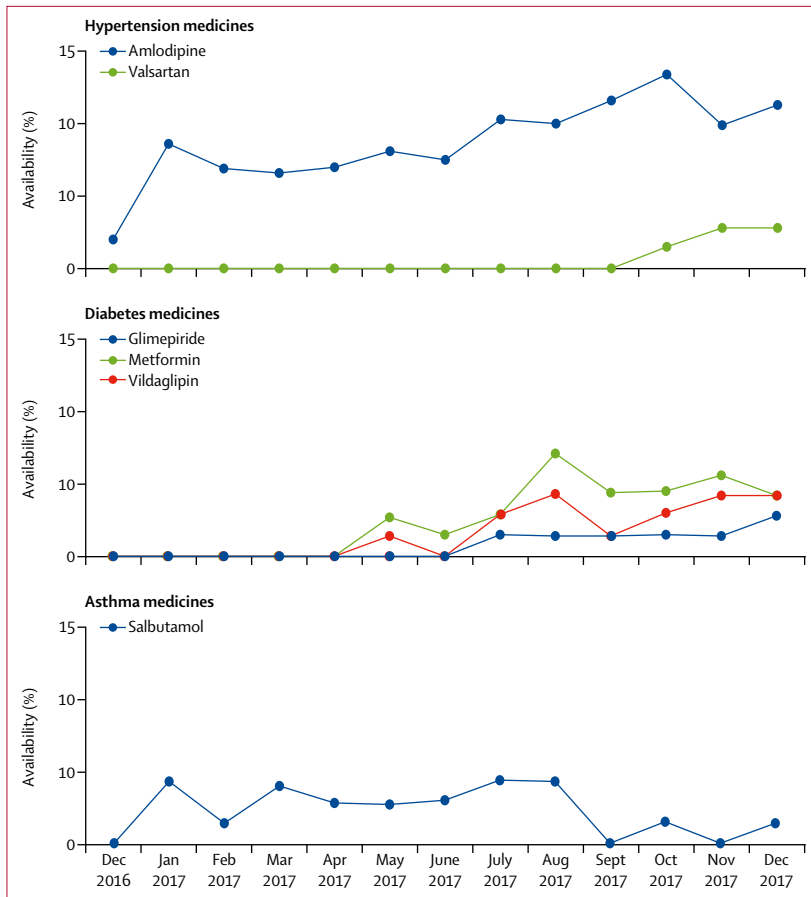 Hypertension medicines
15
Amlodipine
Valsartan
10
10
0
Availability (%)
Diabetes medicines
15
Glimepiride
Metformin
Vildaglipin
10
10
0
Availability (%)
Asthma medicines
15
Salbutamol
10
10
0
Availability (%)
Dec Jan Feb Mar Apr May June July Aug Sept Oct Nov Dec
2016 2017 2017 2017 2017 2017 2017 2017 2017 2017 2017 2017 2017